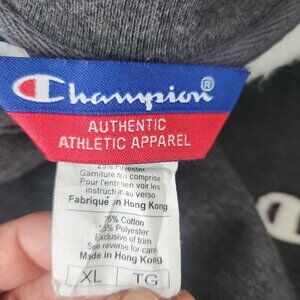 Champion®
AUTHENTIC
ATHLETIC APPAREL
25% Polyester
Garniture non comprise
Pour l'entretien voir les
instructions au verso
Fabriqué en Hong Kong
75% Cotton
25% Polyester
Exclusive of trim
See reverse for care
Made in Hong Kong
XL TG